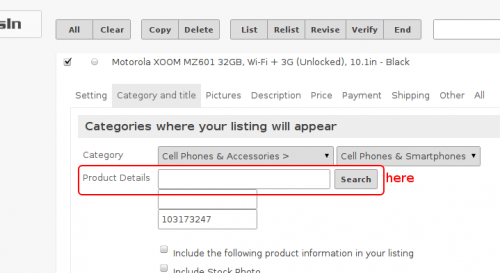 sIn
All Clear Copy Delete List Relist Revise Verify End
Motorola XOOM MZ601 32GB, Wi-Fi + 3G (Unlocked), 10.1in - Black
Setting Category and title Pictures Description Price Payment Shipping Other All
Categories where your listing will appear
Category Cell Phones & Accessories > Cell Phones & Smartphones
Product Details Search here
103173247
Include the following product information in your listing
Include Stock Photo